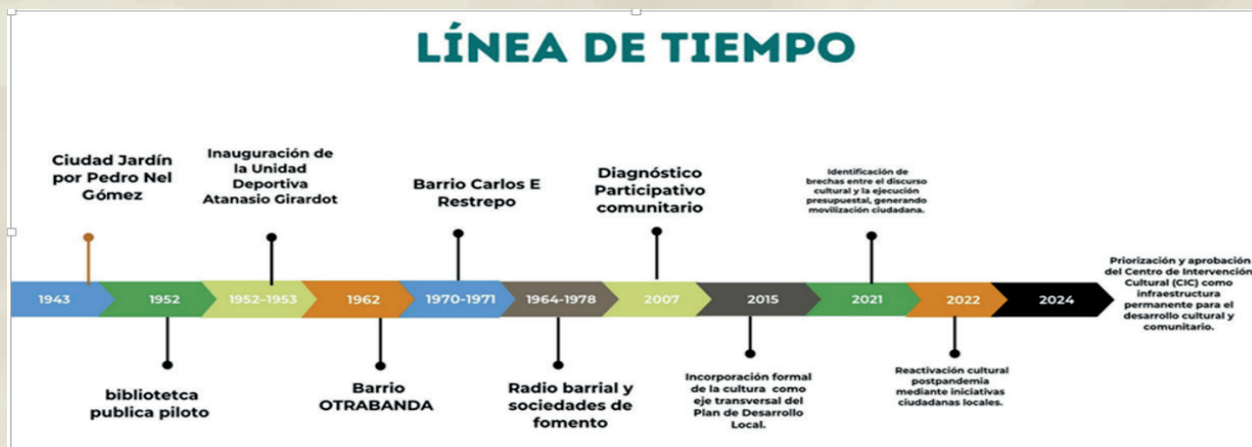 LÍNEA DE TIEMPO
Ciudad Jardín
por Pedro Nel
Gómez
Inauguración de
la Unidad
Deportiva
Atanasio Girardot
Barrio Carlos E
Restrepo
Diagnóstico
Participativo
comunitario
Identificación de
brechas entre el discurso
cultural y la ejecución
presupuestal, generando
movilización ciudadana.
1943
1952
1952-1953
1962
1970-1971
1964-1978
2007
2015
2021
2022
2024
Priorización y aprobación
del Centro de Intervención
Cultural (CIC) como
infraestructura
permanente para el
desarrollo cultural y
comunitario.
bibliotetca
publica piloto
Barrio
OTRABANDA
Radio barrial y
sociedades de
fomento
Incorporación formal
de la cultura como
eje transversal del
Plan de Desarrollo
Local.
Reactivación cultural
postpandemia
mediante iniciativas
ciudadanas locales.